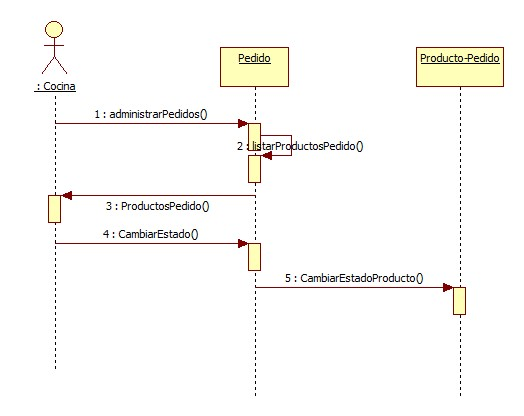 Pedido
Producto-Pedido
: Cocina
1 : administrarPedidos()
2 : listarProductosPedido()
3 : ProductosPedido()
4 : CambiarEstado()
5 : CambiarEstadoProducto()